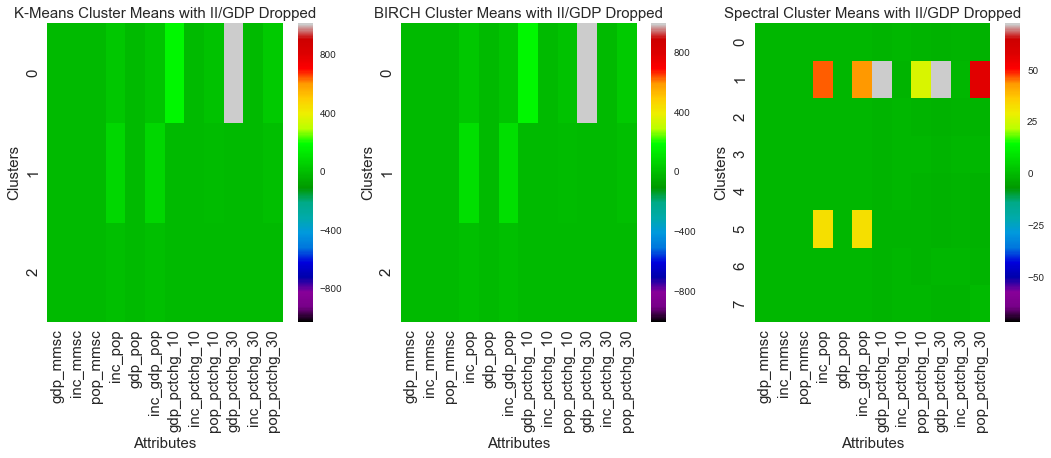 K-Means Cluster Means with II/GDP Dropped
Clusters
0
1
2
gdp_mmsc
inc_mmsc
pop_mmsc
inc_pop
gdp_pop
inc_gdp_pop
gdp_pctchg_10
inc_pctchg_10
pop_pctchg_10
gdp_pctchg_30
inc_pctchg_30
pop_pctchg_30
Attributes
800
400
0
−400
−800
BIRCH Cluster Means with II/GDP Dropped
Clusters
0
1
2
gdp_mmsc
inc_mmsc
pop_mmsc
inc_pop
gdp_pop
inc_gdp_pop
gdp_pctchg_10
inc_pctchg_10
pop_pctchg_10
gdp_pctchg_30
inc_pctchg_30
pop_pctchg_30
Attributes
800
400
0
−400
−800
Spectral Cluster Means with II/GDP Dropped
Clusters
0
1
2
3
4
5
6
7
gdp_mmsc
inc_mmsc
pop_mmsc
inc_pop
gdp_pop
inc_gdp_pop
gdp_pctchg_10
inc_pctchg_10
pop_pctchg_10
gdp_pctchg_30
inc_pctchg_30
pop_pctchg_30
Attributes
50
25
0
−25
−50